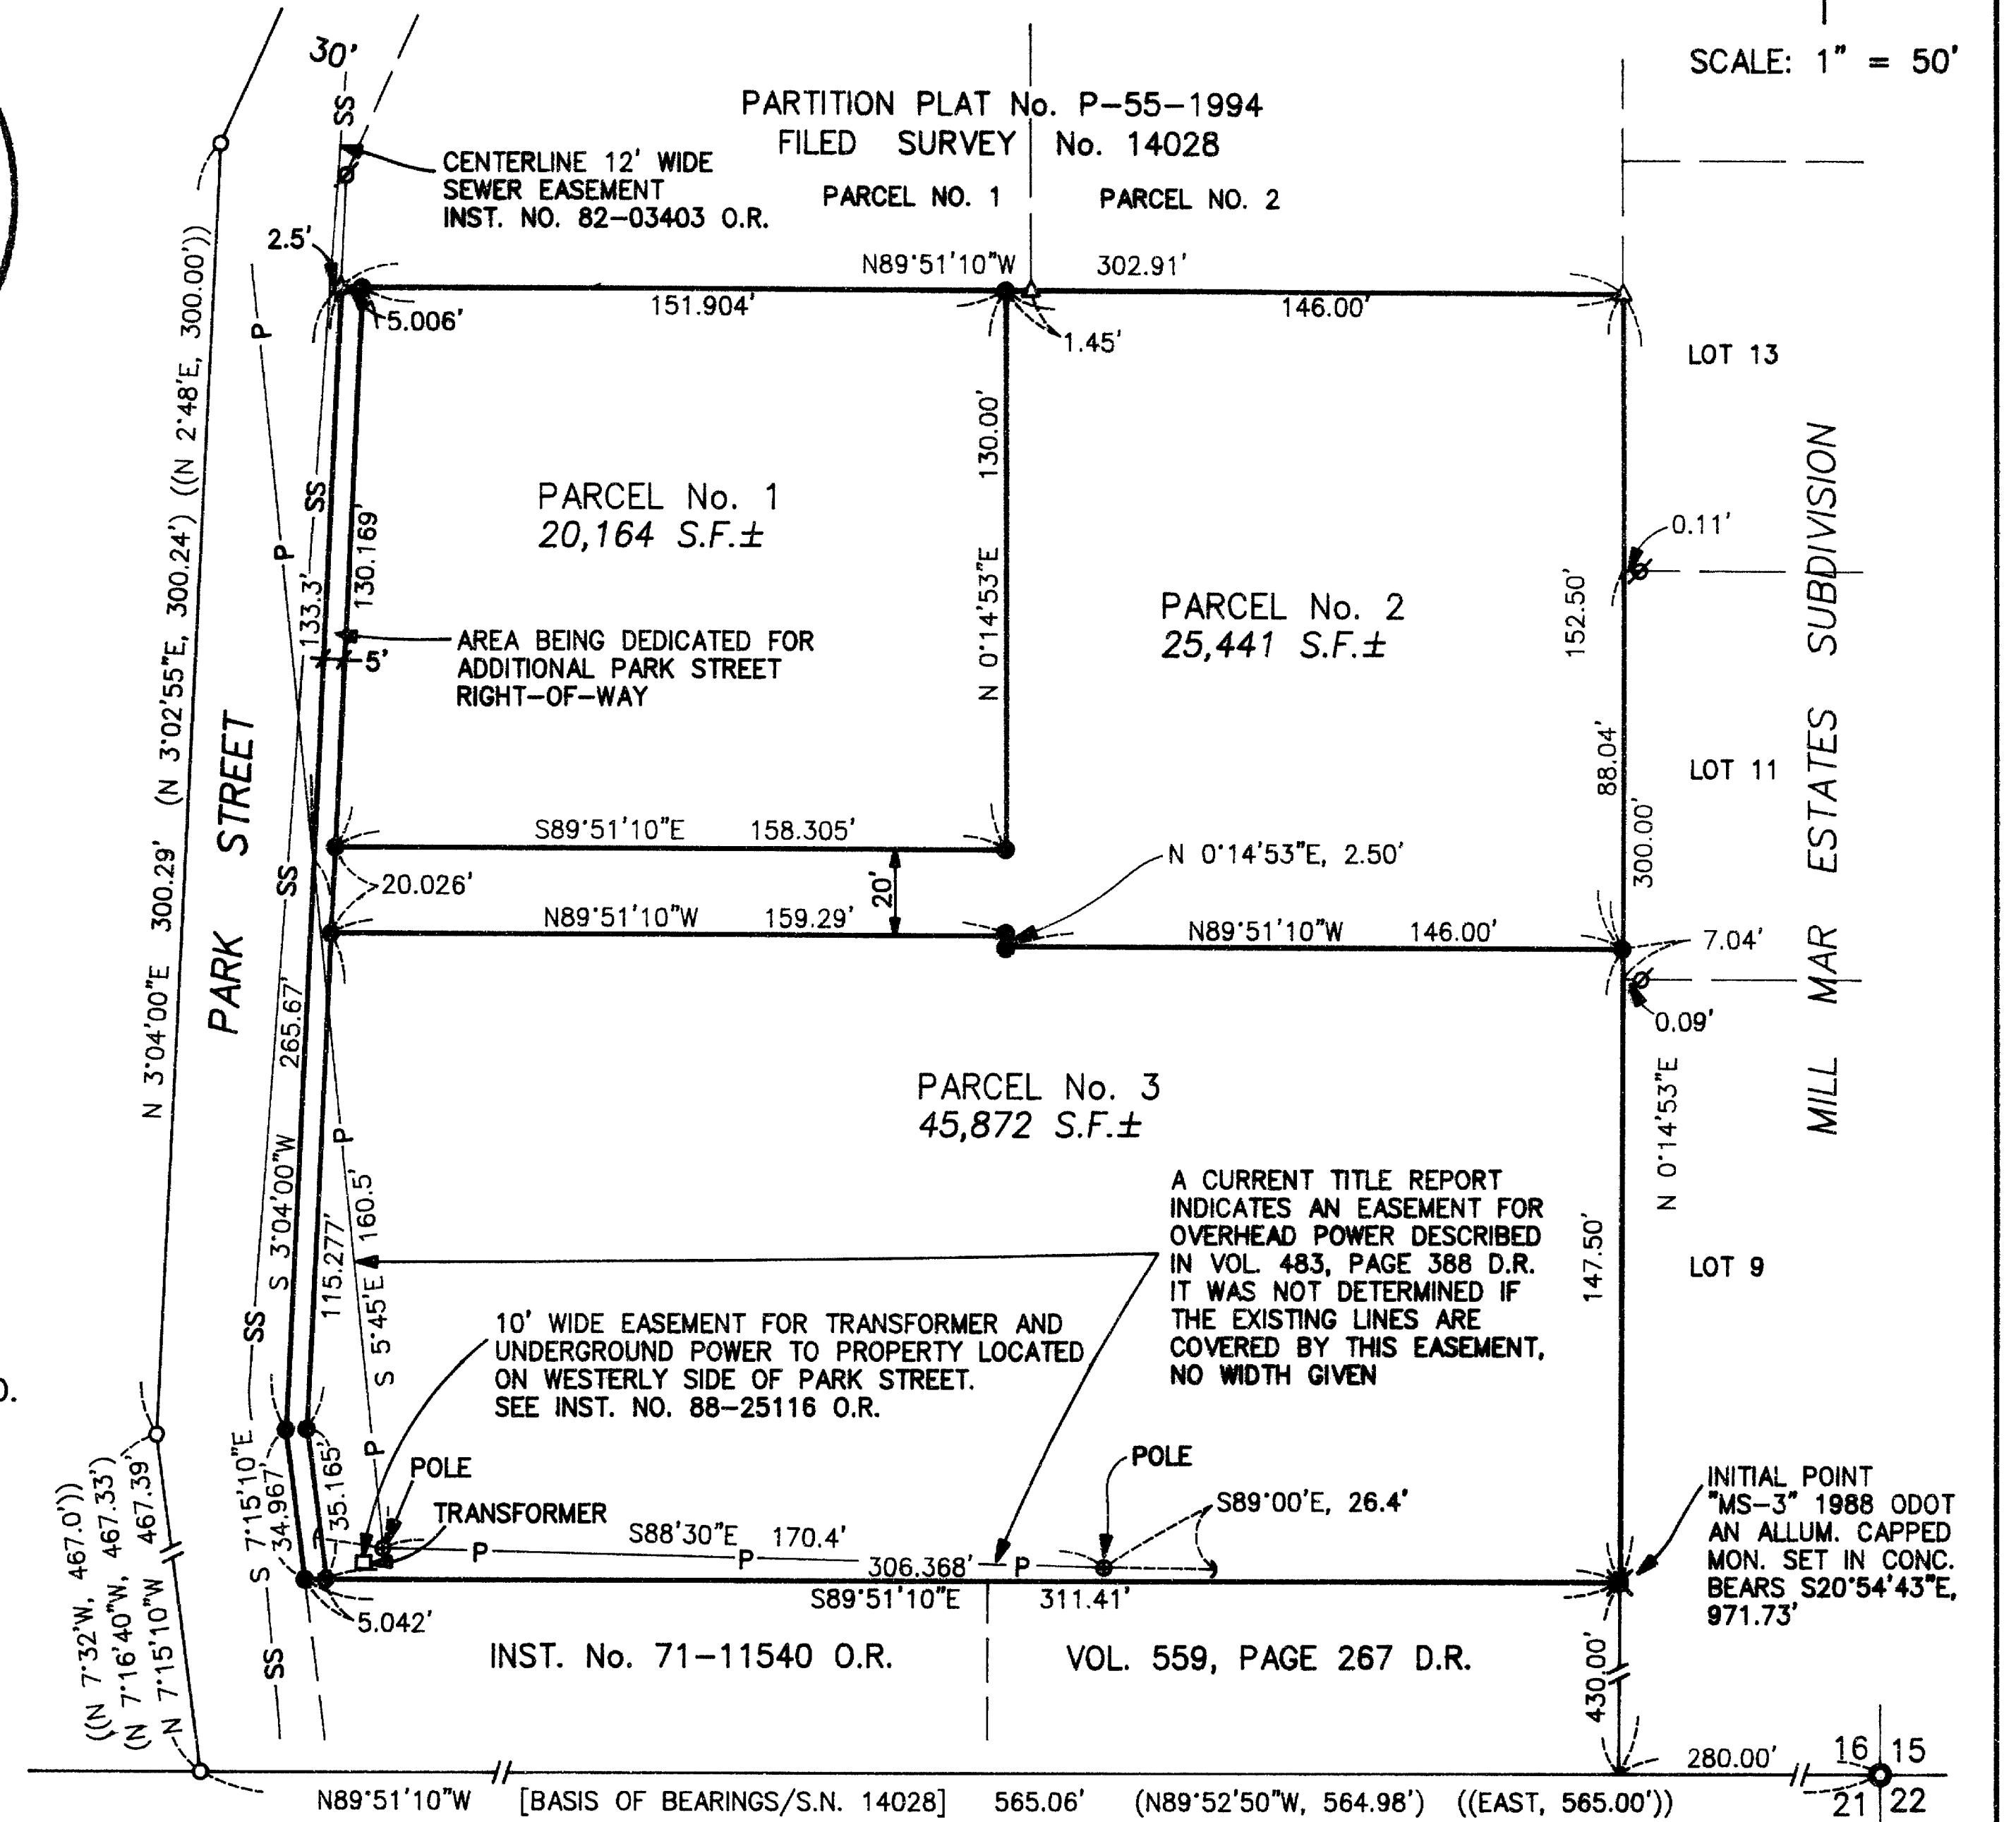 SCALE: 1" = 50'
30'
SS
PARTITION PLAT No. P-55-1994
FILED SURVEY No. 14028
PARCEL NO. 1
PARCEL NO. 2
CENTERLINE 12' WIDE
SEWER EASEMENT
INST. NO. 82-03403 O.R.
2.5'
N89°51'10"W 302.91'
5.006'
151.904'
1.45'
146.00'
LOT 13
P
130.00'
N 0°14'53"E
PARCEL No. 1
20,164 S.F.±
SS
130.169'
133.3'
P
0.11'
152.50'
PARCEL No. 2
25,441 S.F.±
AREA BEING DEDICATED FOR
ADDITIONAL PARK STREET
RIGHT-OF-WAY
5'
N 3°04'00"E 300.29' (N 3°02'55"E, 300.24') ((N 2°48'E, 300.00'))
PARK STREET
88.04'
LOT 11
MILL MAR ESTATES SUBDIVISION
300.00'
S89°51'10"E 158.305'
N 0°14'53"E, 2.50'
SS
20.026'
20'
N89°51'10"W 159.29'
N89°51'10"W 146.00'
7.04'
0.09'
265.67'
S 3°04'00"W
N 0°14'53"E
PARCEL No. 3
45,872 S.F.±
P
160.5'
S 5°45'E
115.277'
A CURRENT TITLE REPORT
INDICATES AN EASEMENT FOR
OVERHEAD POWER DESCRIBED
IN VOL. 483, PAGE 388 D.R.
IT WAS NOT DETERMINED IF
THE EXISTING LINES ARE
COVERED BY THIS EASEMENT,
NO WIDTH GIVEN
147.50'
LOT 9
SS
10' WIDE EASEMENT FOR TRANSFORMER AND
UNDERGROUND POWER TO PROPERTY LOCATED
ON WESTERLY SIDE OF PARK STREET.
SEE INST. NO. 88-25116 O.R.
O.
P
S 7°15'10"E
34.967'
35.165'
POLE
TRANSFORMER
POLE
S89°00'E, 26.4'
S88°30"E 170.4'
P
P
P
306.368'
S89°51'10"E 311.41'
5.042'
INITIAL POINT
"MS-3" 1988 ODOT
AN ALLUM. CAPPED
MON. SET IN CONC.
BEARS S20°54'43"E,
971.73'
((N 7°32'W, 467.0'))
(N 7°16'40"W, 467.33')
N 7°15'10"W 467.39'
SS
INST. No. 71-11540 O.R.
VOL. 559, PAGE 267 D.R.
430.00'
280.00'
16 15
21 22
N89°51'10"W [BASIS OF BEARINGS/S.N. 14028] 565.06' (N89°52'50"W, 564.98') ((EAST, 565.00'))